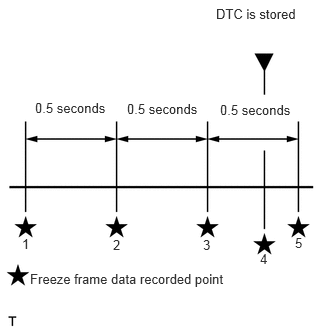 DTC is stored
0.5 seconds 0.5 seconds 0.5 seconds
1 2 3 4 5
Freeze frame data recorded point
T